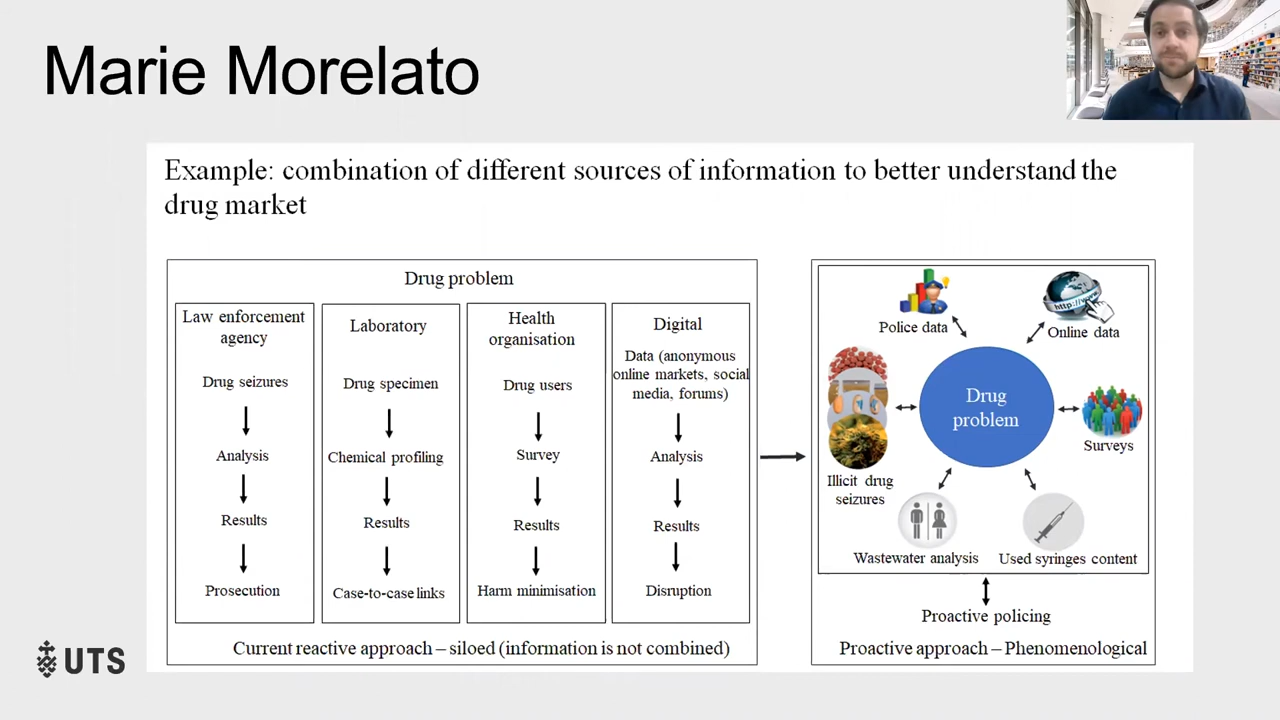 Marie Morelato
Example: combination of different sources of information to better understand the
drug market
Drug problem
Law enforcement
agency
Drug seizures
Analysis
Results
Prosecution
Laboratory
Drug specimen
Chemical profiling
Results
Case-to-case links
Health
organisation
Drug users
Survey
Results
Harm minimisation
Digital
Data (anonymous
online markets, social
media, forums)
Analysis
Results
Disruption
Current reactive approach – siloed (information is not combined)
Police data
http://
Online data
Drug
problem
Surveys
Illicit drug
seizures
Wastewater analysis
Used syringes content
Proactive policing
Proactive approach – Phenomenological
UTS